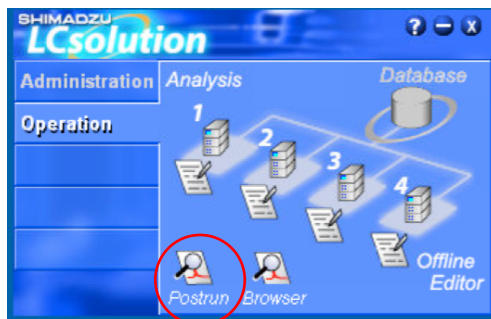 SHIMADZU
LCsolution
? 
Administration
Operation
Analysis
Database
1
2
3
4
Offline
Editor
Postrun
Browser